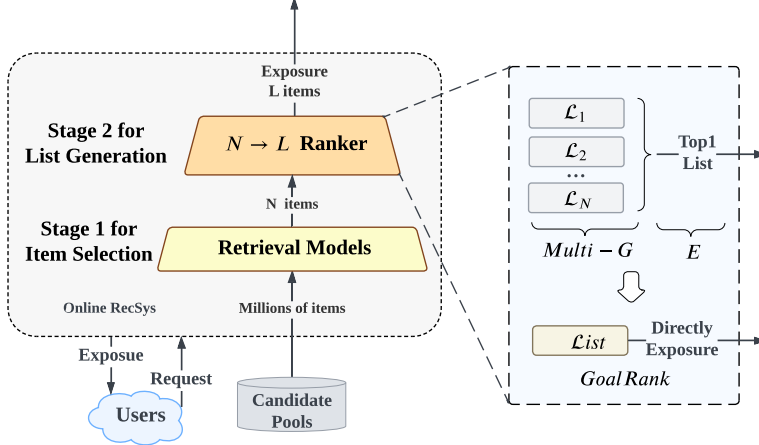 Exposure
L items
Stage 2 for
List Generation
N → L Ranker
N items
Stage 1 for
Item Selection
Retrieval Models
Online RecSys
Millions of items
Exposue
Request
Users
Candidate
Pools
ℒ1
ℒ2
...
ℒN
Top1
List
Multi − G
E
ℒist
Directly
Exposure
GoalRank